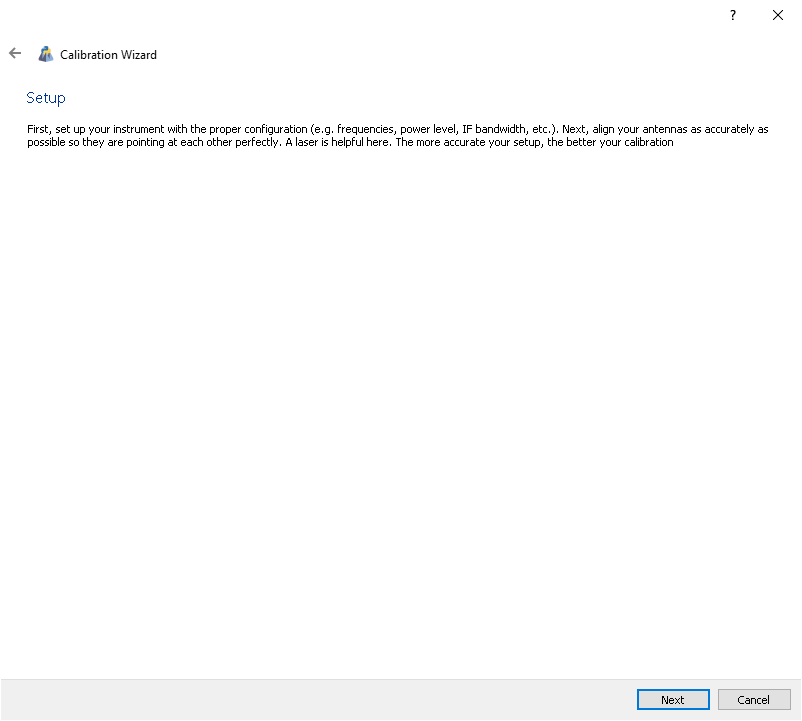 ?
Calibration Wizard
Setup
First, set up your instrument with the proper configuration (e.g. frequencies, power level, IF bandwidth, etc.). Next, align your antennas as accurately as
possible so they are pointing at each other perfectly. A laser is helpful here. The more accurate your setup, the better your calibration
Next Cancel